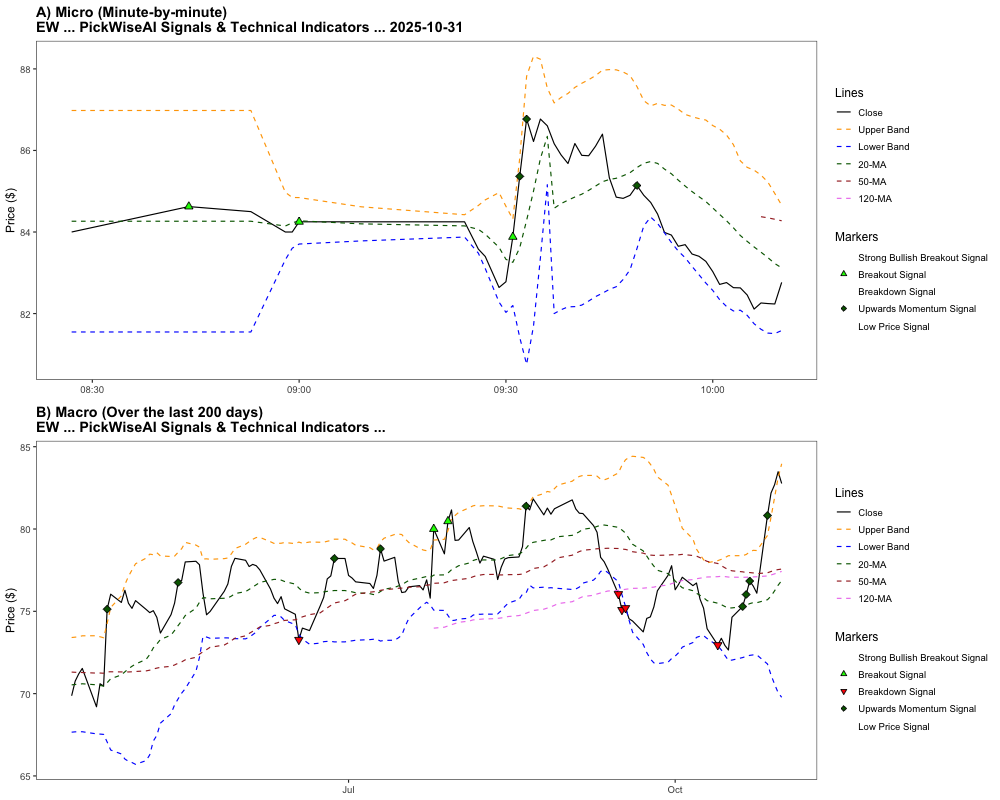 A) Micro (Minute-by-minute)
EW ... PickWiseAI Signals & Technical Indicators ... 2025-10-31
Price ($)
88
86
84
82
08:30
09:00
09:30
10:00
Lines
Close
Upper Band
Lower Band
20-MA
50-MA
120-MA
Markers
Strong Bullish Breakout Signal
Breakout Signal
Breakdown Signal
Upwards Momentum Signal
Low Price Signal
B) Macro (Over the last 200 days)
EW ... PickWiseAI Signals & Technical Indicators ...
Price ($)
85
80
75
70
65
Jul
Oct
Lines
Close
Upper Band
Lower Band
20-MA
50-MA
120-MA
Markers
Strong Bullish Breakout Signal
Breakout Signal
Breakdown Signal
Upwards Momentum Signal
Low Price Signal